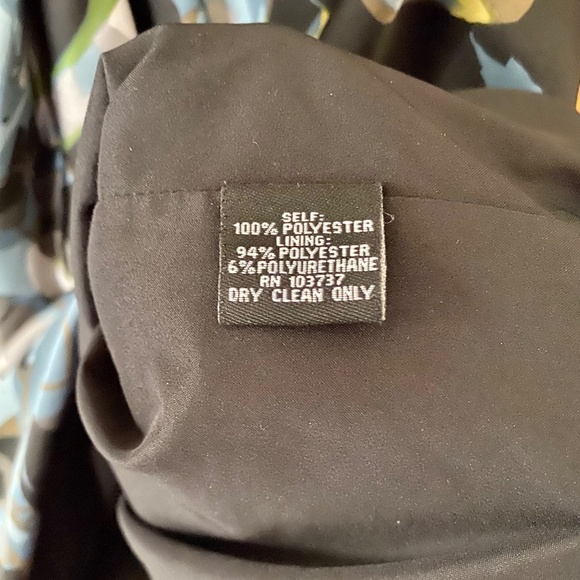 SELF:
100% POLYESTER
LINING:
94% POLYESTER
6%POLYURETHANE
RN 103737
DRY CLEAN ONLY